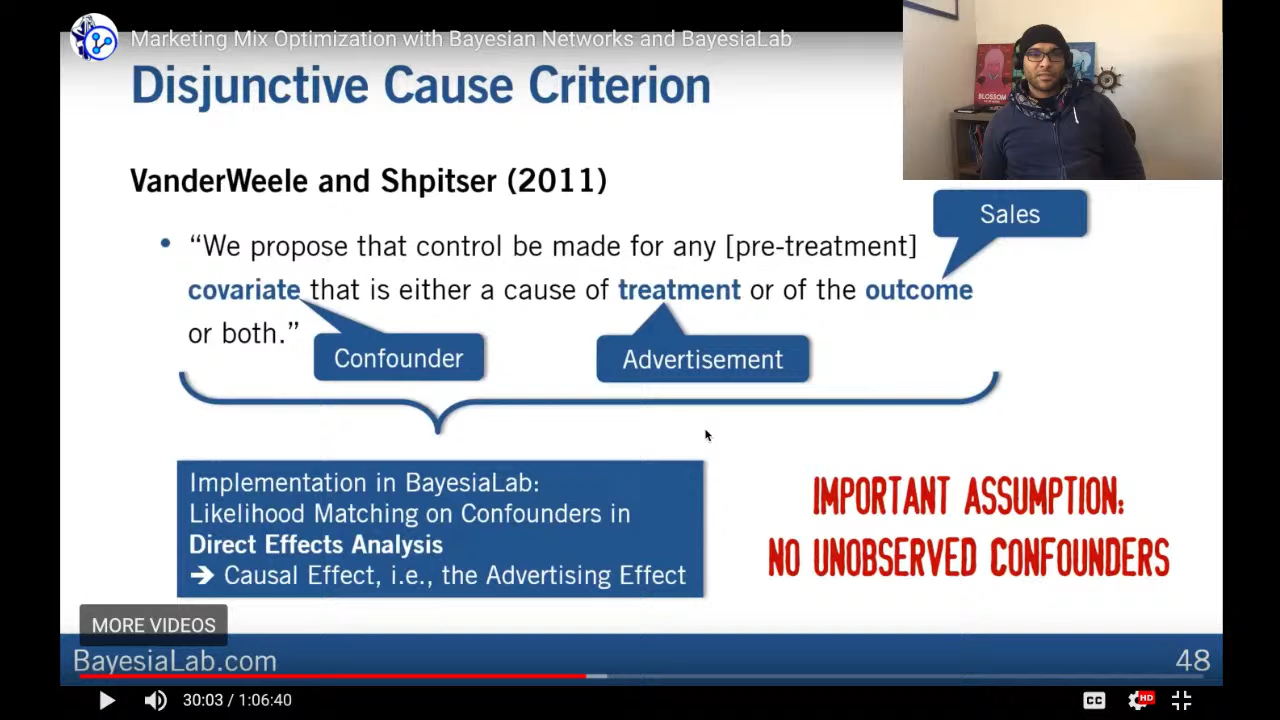 Marketing Mix Optimization with Bayesian Networks and BayesiaLab
Disjunctive Cause Criterion
BLOSSOM
VanderWeele and Shpitser (2011)
Sales
• “We propose that control be made for any [pre-treatment]
covariate that is either a cause of treatment or of the outcome
or both.”
Confounder
Advertisement
Implementation in BayesiaLab:
Likelihood Matching on Confounders in
Direct Effects Analysis
➔ Causal Effect, i.e., the Advertising Effect
IMPORTANT ASSUMPTION:
NO UNOBSERVED CONFOUNDERS
MORE VIDEOS
BayesiaLab.com
48
30:03 / 1:06:40
CC
HD